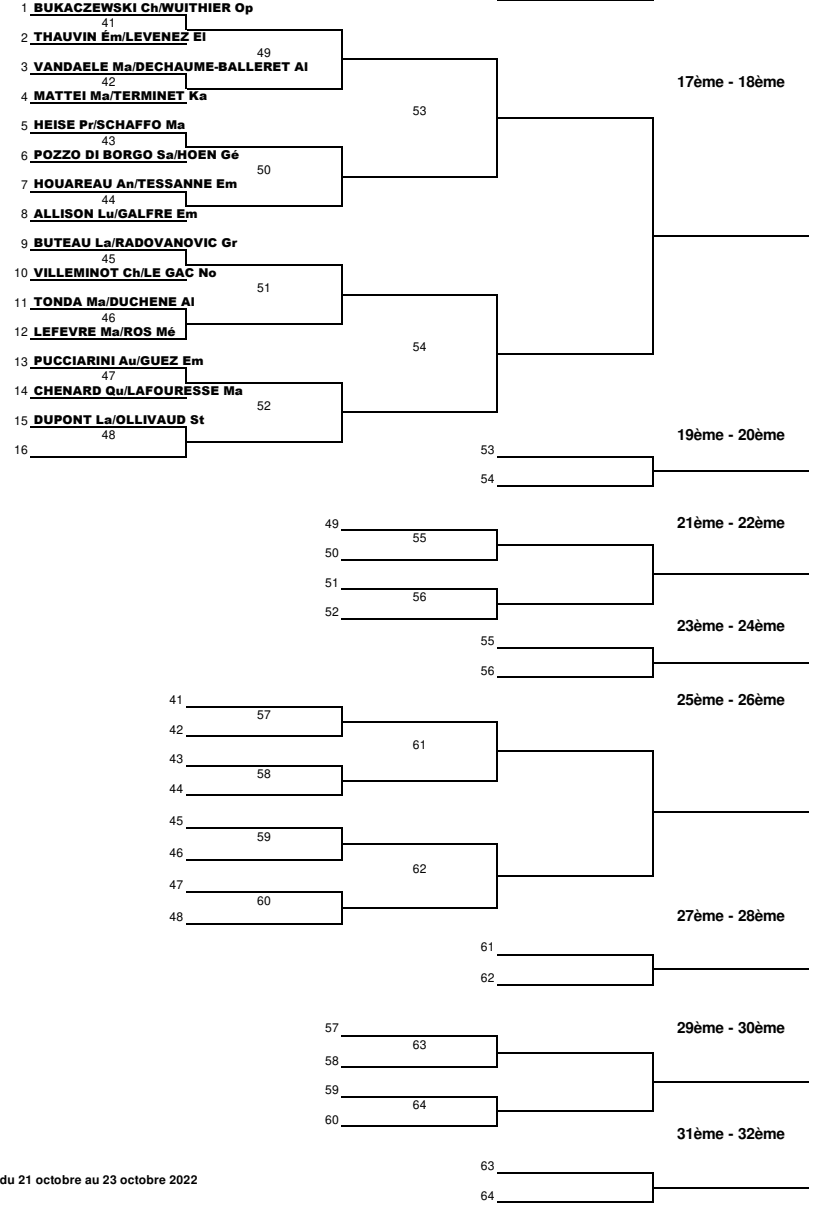 1 BUKACZEWSKI Ch/WUITHIER Op
41
2 THAUVIN Ém/LEVENEZ El
49
3 VANDAELE Ma/DECHAUME-BALLERET Al
42
17ème - 18ème
4 MATTEI Ma/TERMINET Ka
53
5 HEISE Pr/SCHAFFO Ma
43
6 POZZO DI BORGO Sa/HOEN Gé
50
7 HOUAREAU An/TESSANNE Em
44
8 ALLISON Lu/GALFRE Em
9 BUTEAU La/RADOVANOVIC Gr
45
10 VILLEMINOT Ch/LE GAC No
51
11 TONDA Ma/DUCHENE Al
46
12 LEFEVRE Ma/ROS Mé
54
13 PUCCIARINI Au/GUEZ Em
47
14 CHENARD Qu/LAFOURESSE Ma
52
15 DUPONT La/OLLIVAUD St
48
19ème - 20ème
16
53
54
49
21ème - 22ème
55
50
51
56
52
23ème - 24ème
55
56
41
25ème - 26ème
57
42
61
43
58
44
45
59
46
62
47
60
48
27ème - 28ème
61
62
57
29ème - 30ème
63
58
59
64
60
31ème - 32ème
63
du 21 octobre au 23 octobre 2022
64